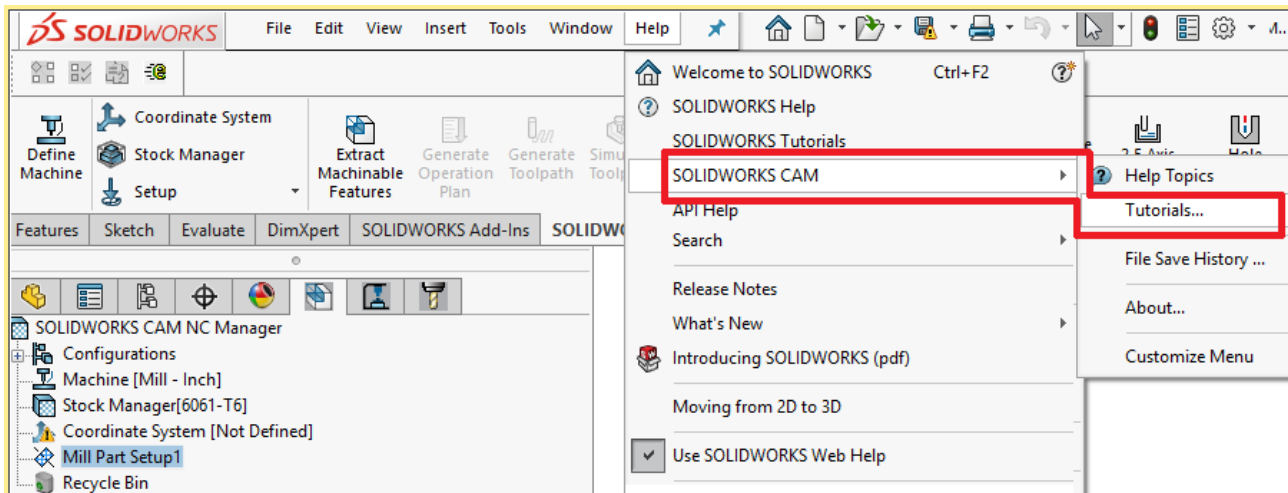 SOLIDWORKS File Edit View Insert Tools Window Help
Welcome to SOLIDWORKS Ctrl+F2
SOLIDWORKS Help
SOLIDWORKS Tutorials
SOLIDWORKS CAM
API Help
Search
Release Notes
What's New
Introducing SOLIDWORKS (pdf)
Moving from 2D to 3D
Use SOLIDWORKS Web Help
Help Topics
Tutorials...
File Save History ...
About...
Customize Menu
Define
Machine
Coordinate System
Stock Manager
Setup
Extract
Machinable
Features
Generate
Operation
Plan
Generate
Toolpath
Features Sketch Evaluate DimXpert SOLIDWORKS Add-Ins
SOLIDWORKS CAM NC Manager
Configurations
Machine [Mill - Inch]
Stock Manager[6061-T6]
Coordinate System [Not Defined]
Mill Part Setup1
Recycle Bin